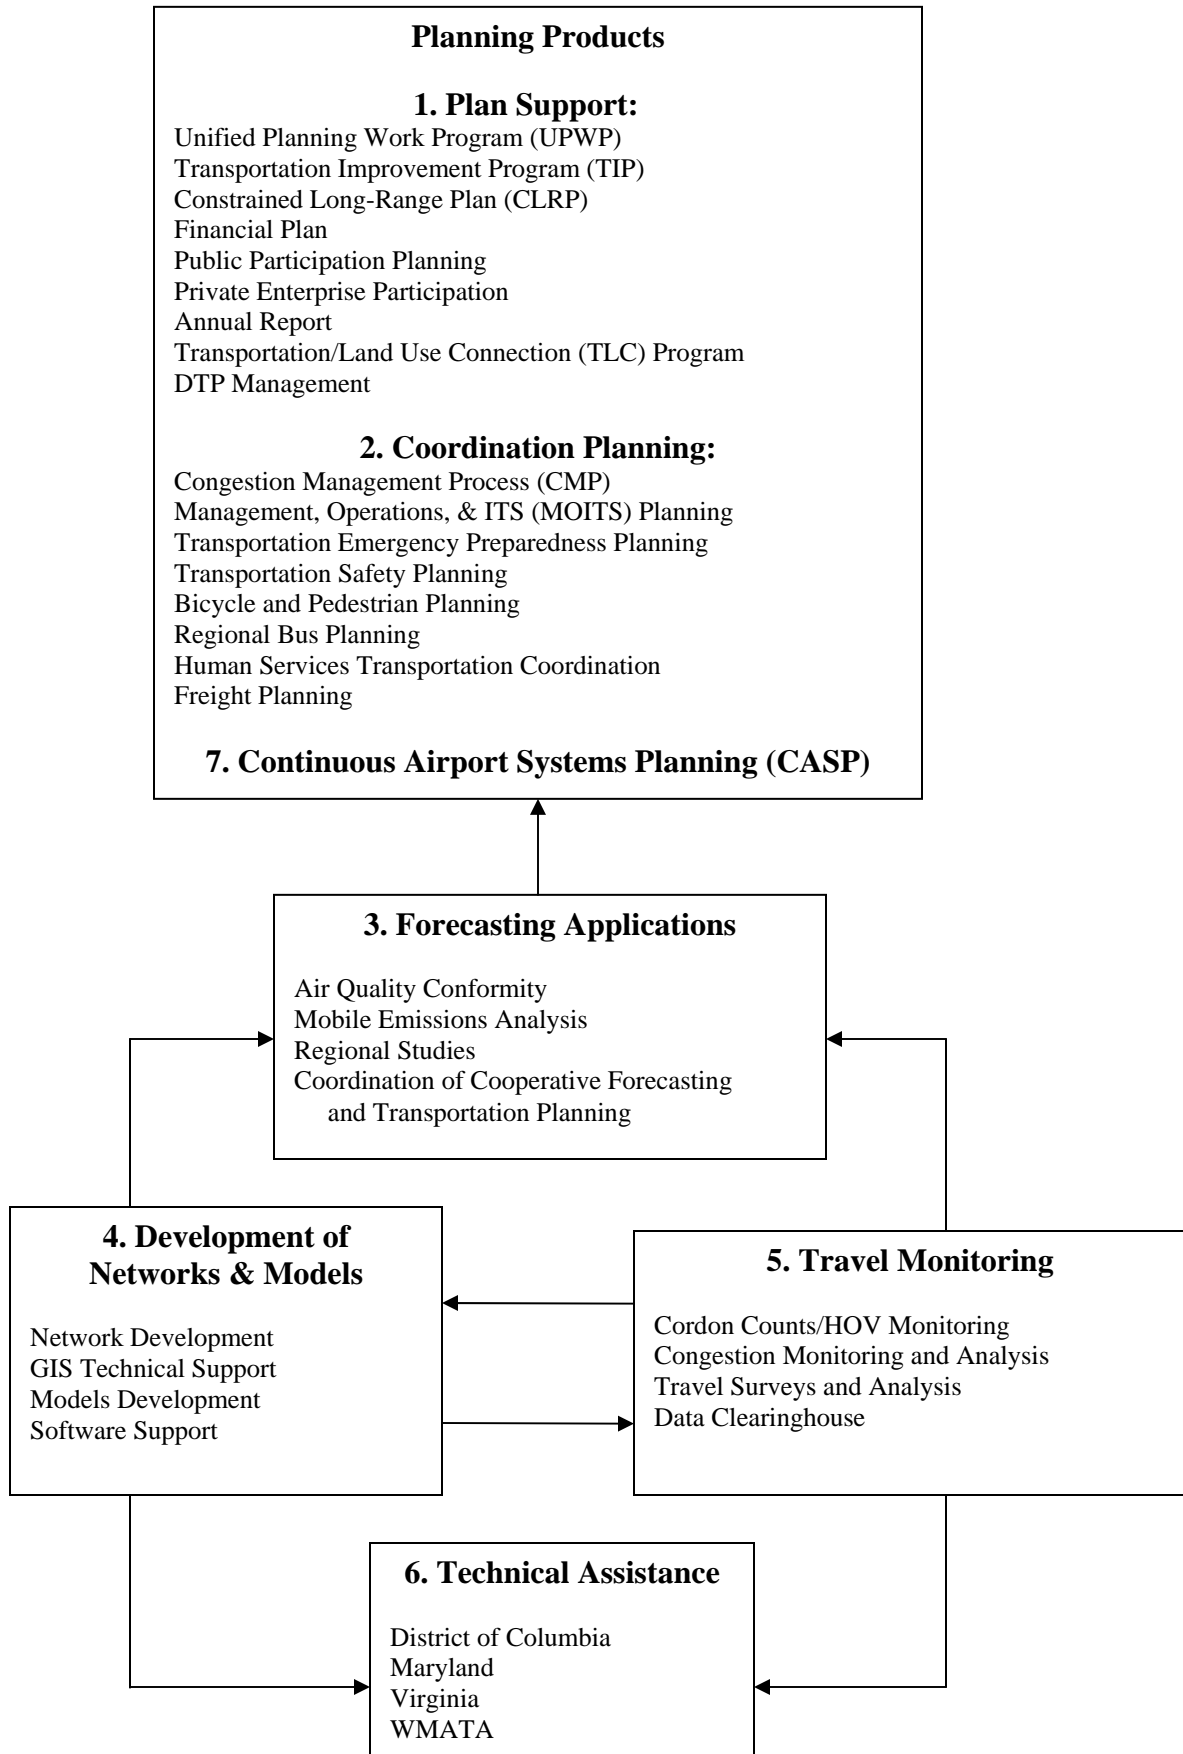 Planning Products
1. Plan Support:
Unified Planning Work Program (UPWP)
Transportation Improvement Program (TIP)
Constrained Long-Range Plan (CLRP)
Financial Plan
Public Participation Planning
Private Enterprise Participation
Annual Report
Transportation/Land Use Connection (TLC) Program
DTP Management
2. Coordination Planning:
Congestion Management Process (CMP)
Management, Operations, & ITS (MOITS) Planning
Transportation Emergency Preparedness Planning
Transportation Safety Planning
Bicycle and Pedestrian Planning
Regional Bus Planning
Human Services Transportation Coordination
Freight Planning
7. Continuous Airport Systems Planning (CASP)
3. Forecasting Applications
Air Quality Conformity
Mobile Emissions Analysis
Regional Studies
Coordination of Cooperative Forecasting
and Transportation Planning
4. Development of
Networks & Models
Network Development
GIS Technical Support
Models Development
Software Support
5. Travel Monitoring
Cordon Counts/HOV Monitoring
Congestion Monitoring and Analysis
Travel Surveys and Analysis
Data Clearinghouse
6. Technical Assistance
District of Columbia
Maryland
Virginia
WMATA